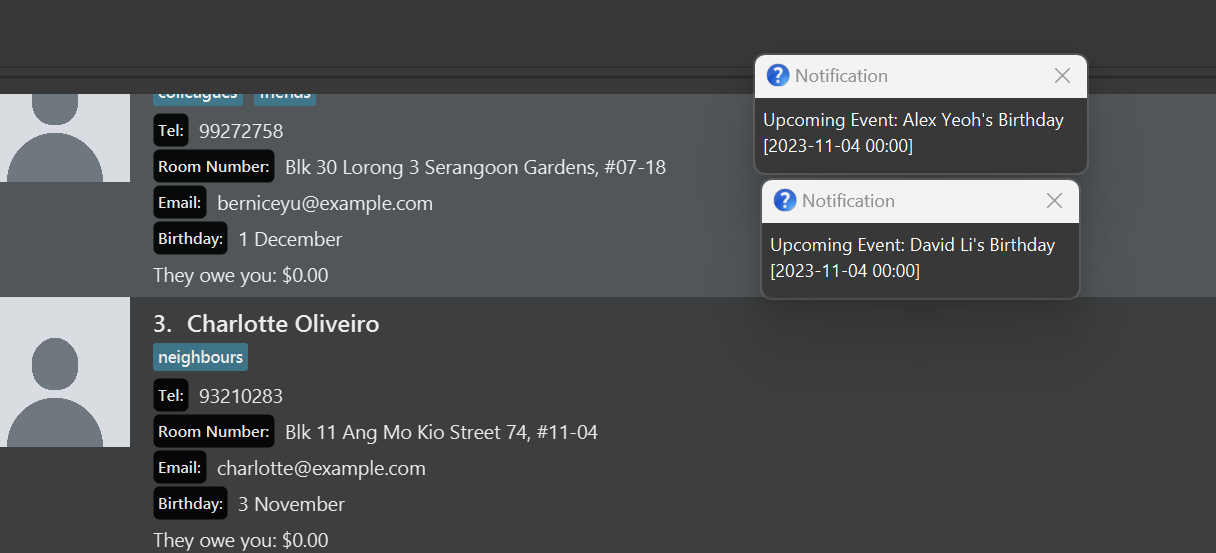 colleagues friends
Tel: 99272758
Room Number: Blk 30 Lorong 3 Serangoon Gardens, #07-18
Email: berniceyu@example.com
Birthday: 1 December
They owe you: $0.00
3. Charlotte Oliveiro
neighbours
Tel: 93210283
Room Number: Blk 11 Ang Mo Kio Street 74, #11-04
Email: charlotte@example.com
Birthday: 3 November
They owe you: $0.00
Notification
Upcoming Event: Alex Yeoh's Birthday
[2023-11-04 00:00]
Notification
Upcoming Event: David Li's Birthday
[2023-11-04 00:00]